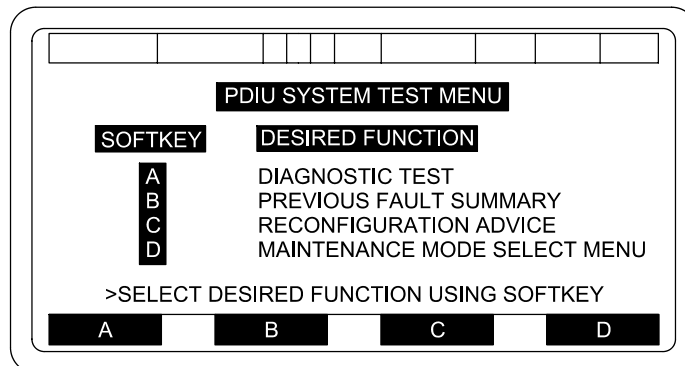 PDIU SYSTEM TEST MENU
SOFTKEY DESIRED FUNCTION
A DIAGNOSTIC TEST
B PREVIOUS FAULT SUMMARY
C RECONFIGURATION ADVICE
D MAINTENANCE MODE SELECT MENU
>SELECT DESIRED FUNCTION USING SOFTKEY
A B C D